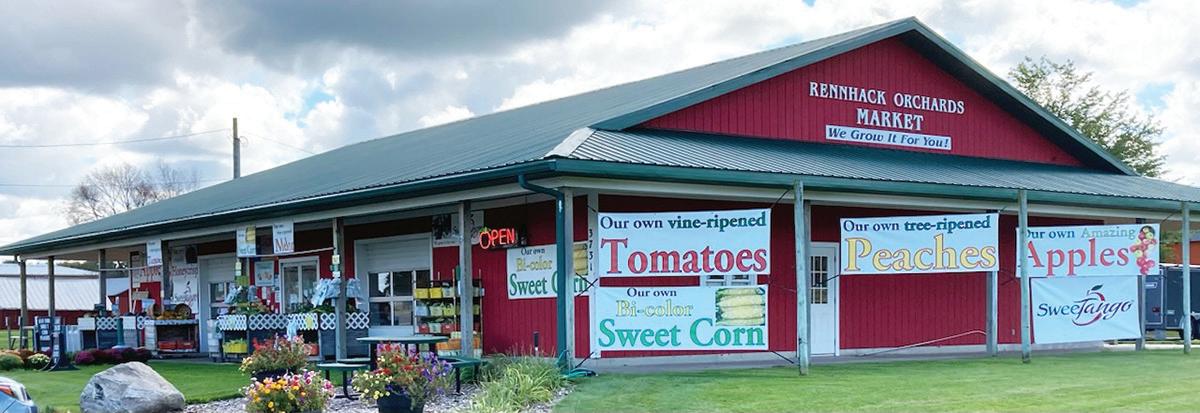 RENNHACK ORCHARDS
MARKET
We Grow It For You!
OPEN
Our own
Bi-color
Sweet Corn
3731
Our own vine-ripened
Tomatoes
Our own
Bi-color
Sweet Corn
Our own tree-ripened
Peaches
Our own Amazing
Apples
SweeTango